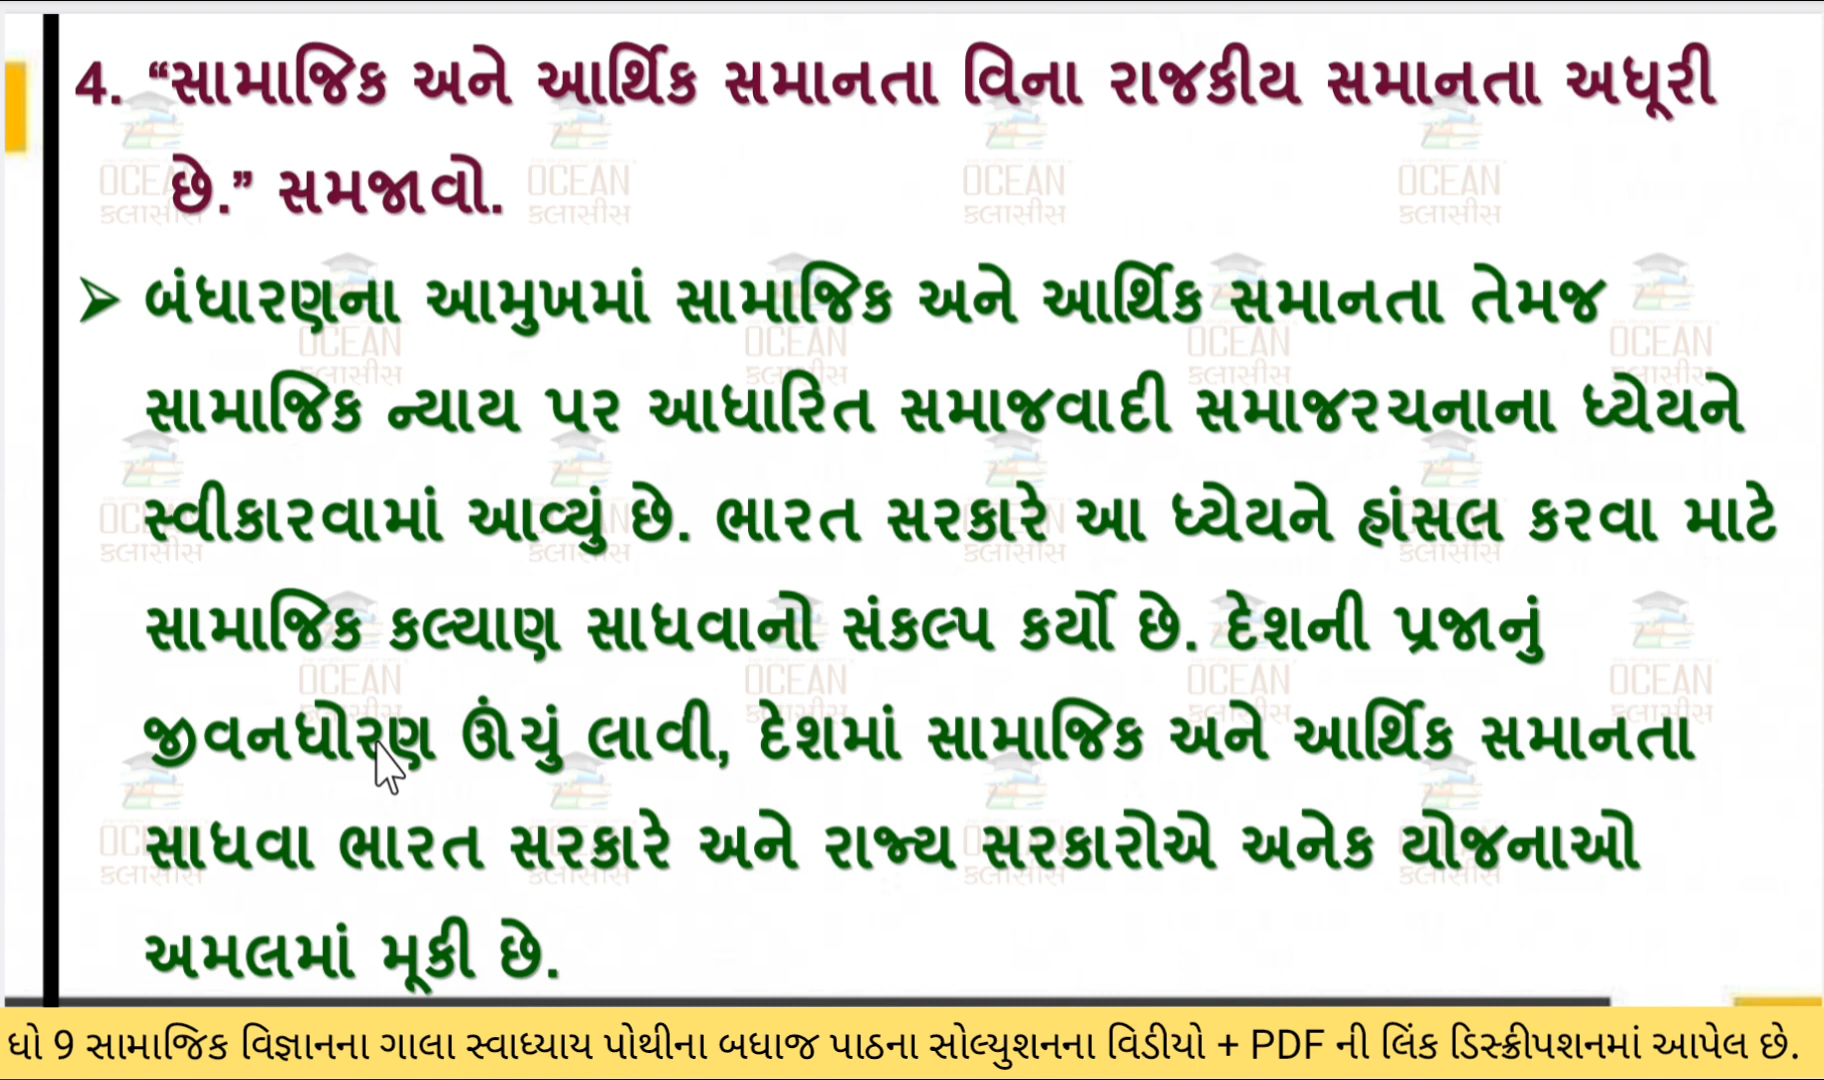 4. “સામાજિક અને આર્થિક સમાનતા વિના રાજકીય સમાનતા અધૂરી
છે.” સમજાવો.
➢ બંધારણના આમુખમાં સામાજિક અને આર્થિક સમાનતા તેમજ
સામાજિક ન્યાય પર આધારિત સમાજવાદી સમાજરચનાના ધ્યેયને
સ્વીકારવામાં આવ્યું છે. ભારત સરકારે આ ધ્યેયને હાંસલ કરવા માટે
સામાજિક કલ્યાણ સાધવાનો સંકલ્પ કર્યો છે. દેશની પ્રજાનું
જીવનધોરણ ઊંચું લાવી, દેશમાં સામાજિક અને આર્થિક સમાનતા
સાધવા ભારત સરકારે અને રાજ્ય સરકારોએ અનેક યોજનાઓ
અમલમાં મૂકી છે.
ધો 9 સામાજિક વિજ્ઞાનના ગાલા સ્વાધ્યાય પોથીના બધાજ પાઠના સોલ્યુશનના વિડીયો + PDF ની લિંક ડિસ્ક્રીપશનમાં આપેલ છે.
OCEAN
કલાસીસ